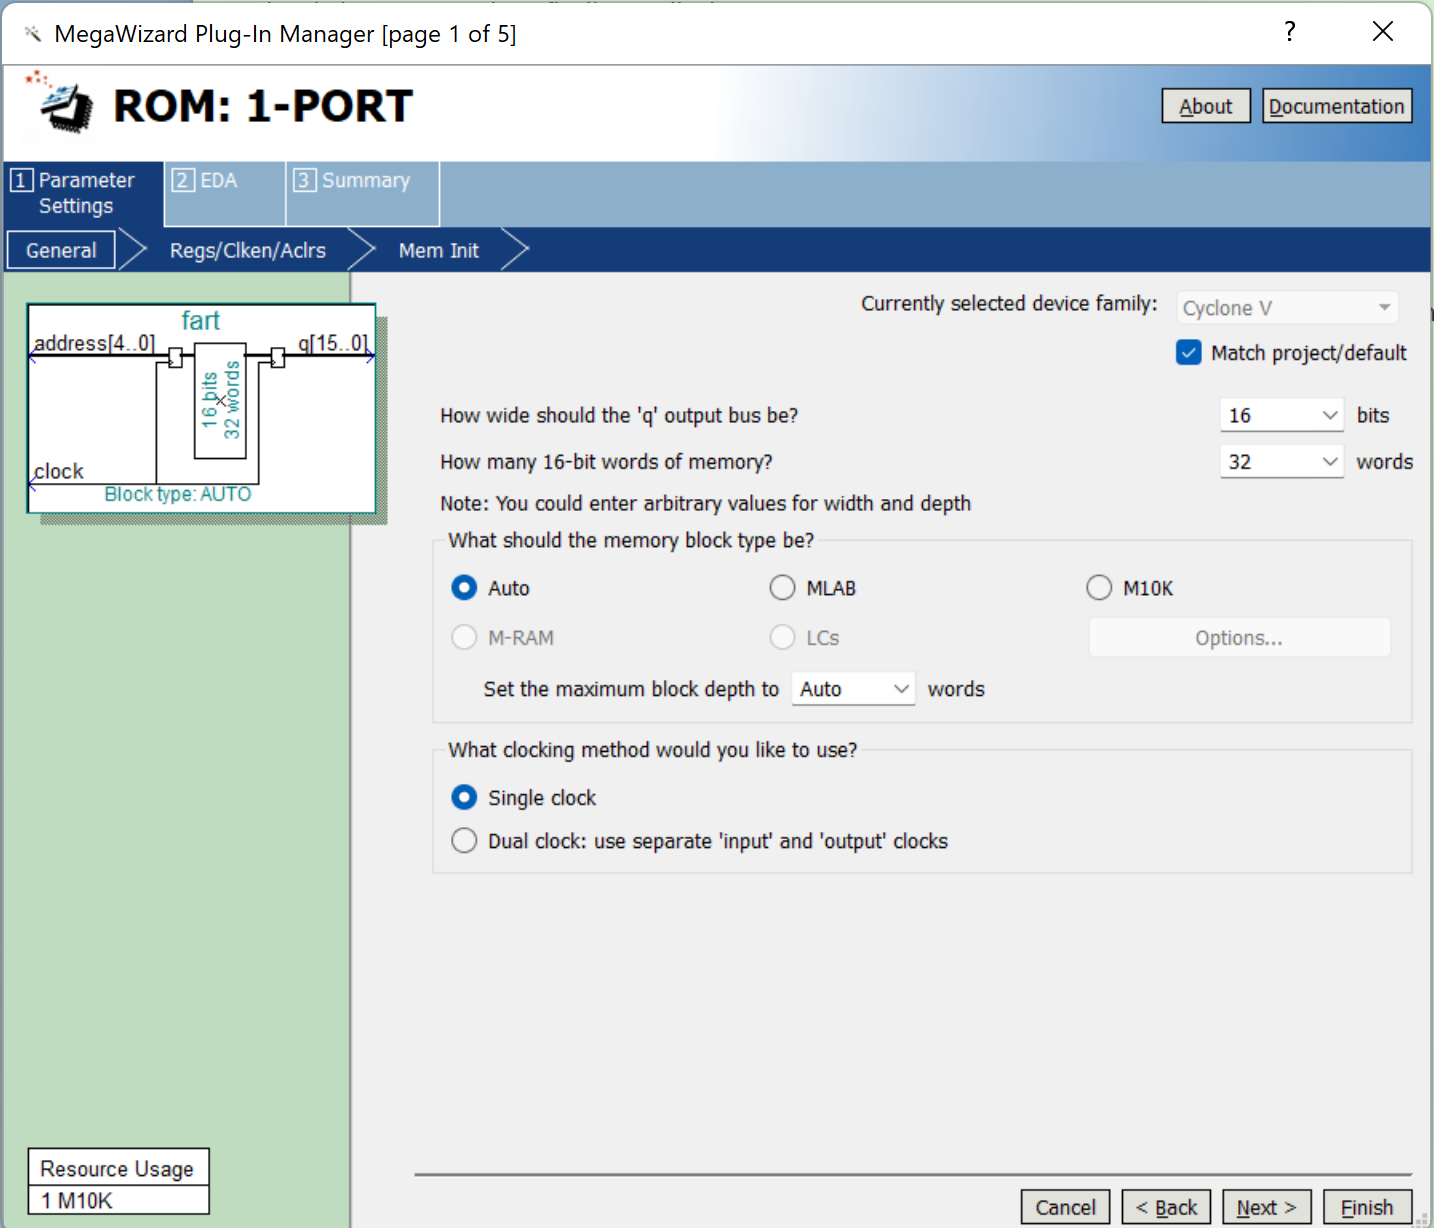 MegaWizard Plug-In Manager [page 1 of 5]
?
ROM: 1-PORT
About
Documentation
1 Parameter Settings
2 EDA
3 Summary
General
Regs/Clken/Aclrs
Mem Init
fart
address[4..0]
q[15..0]
16 bits
32 words
clock
Block type: AUTO
Currently selected device family:
Cyclone V
Match project/default
How wide should the 'q' output bus be?
16
bits
How many 16-bit words of memory?
32
words
Note: You could enter arbitrary values for width and depth
What should the memory block type be?
Auto
MLAB
M10K
M-RAM
LCs
Options...
Set the maximum block depth to
Auto
words
What clocking method would you like to use?
Single clock
Dual clock: use separate 'input' and 'output' clocks
Resource Usage
1 M10K
Cancel
< Back
Next >
Finish